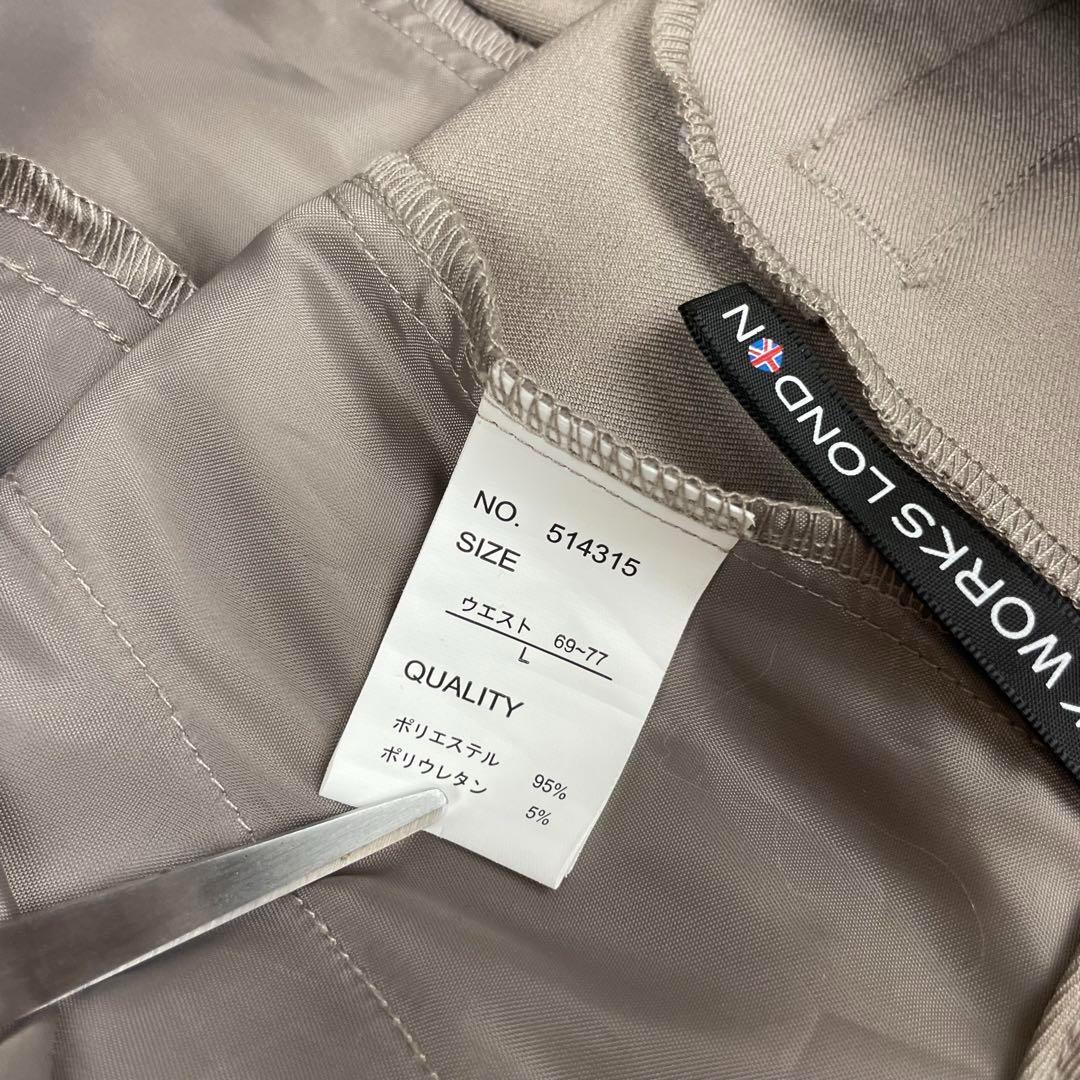 NO. 514315
SIZE
ウエスト 69~77
L
QUALITY
ポリエステル 95%
ポリウレタン 5%
WORKS LONDON